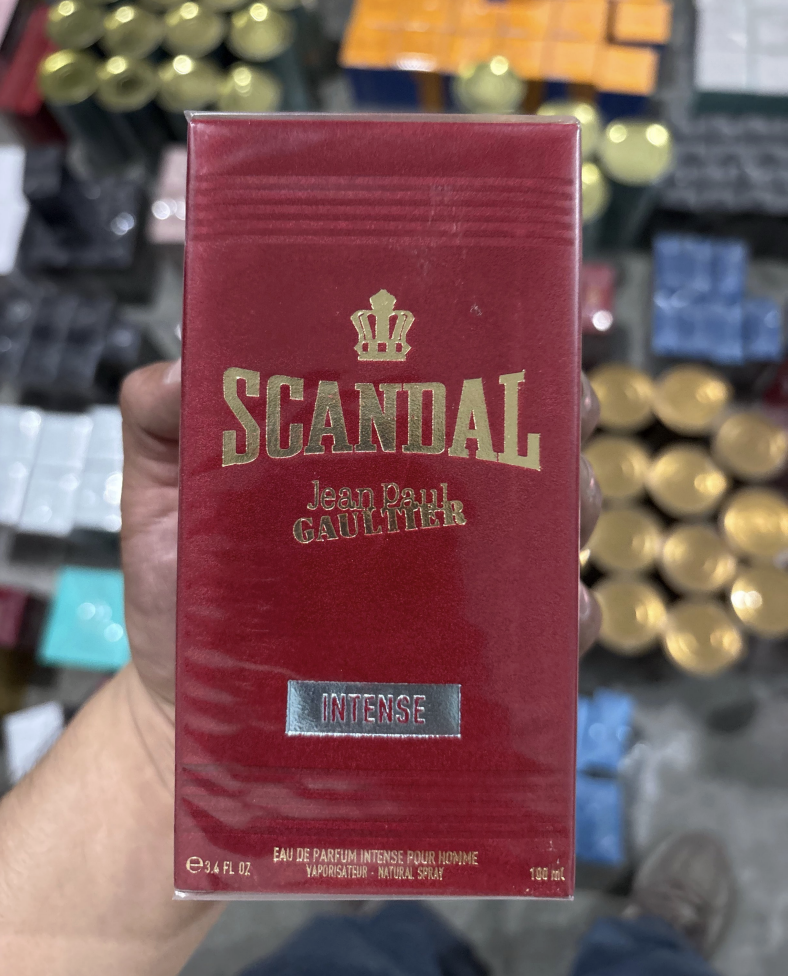 SCANDAL
Jean Paul
GAULTIER
INTENSE
EAU DE PARFUM INTENSE POUR HOMME
℮ 3.4 FL OZ VAPORISATEUR - NATURAL SPRAY 100 mL